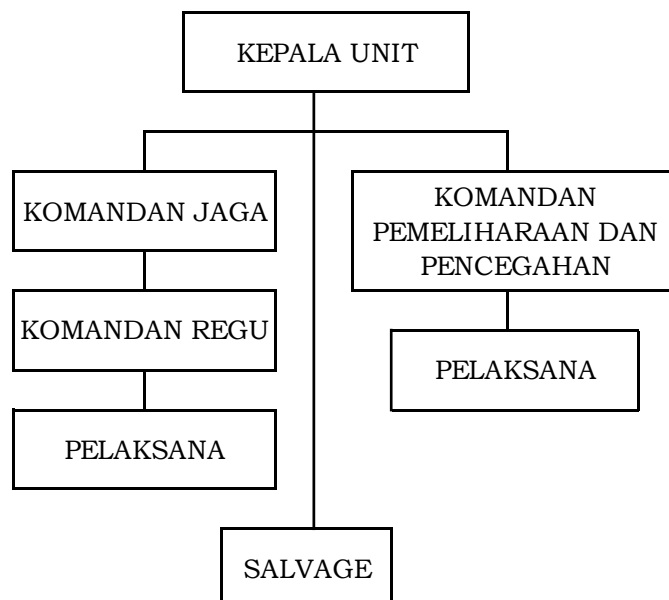 KEPALA UNIT
KOMANDAN JAGA
KOMANDAN
PEMELIHARAAN DAN
PENCEGAHAN
KOMANDAN REGU
PELAKSANA
PELAKSANA
SALVAGE